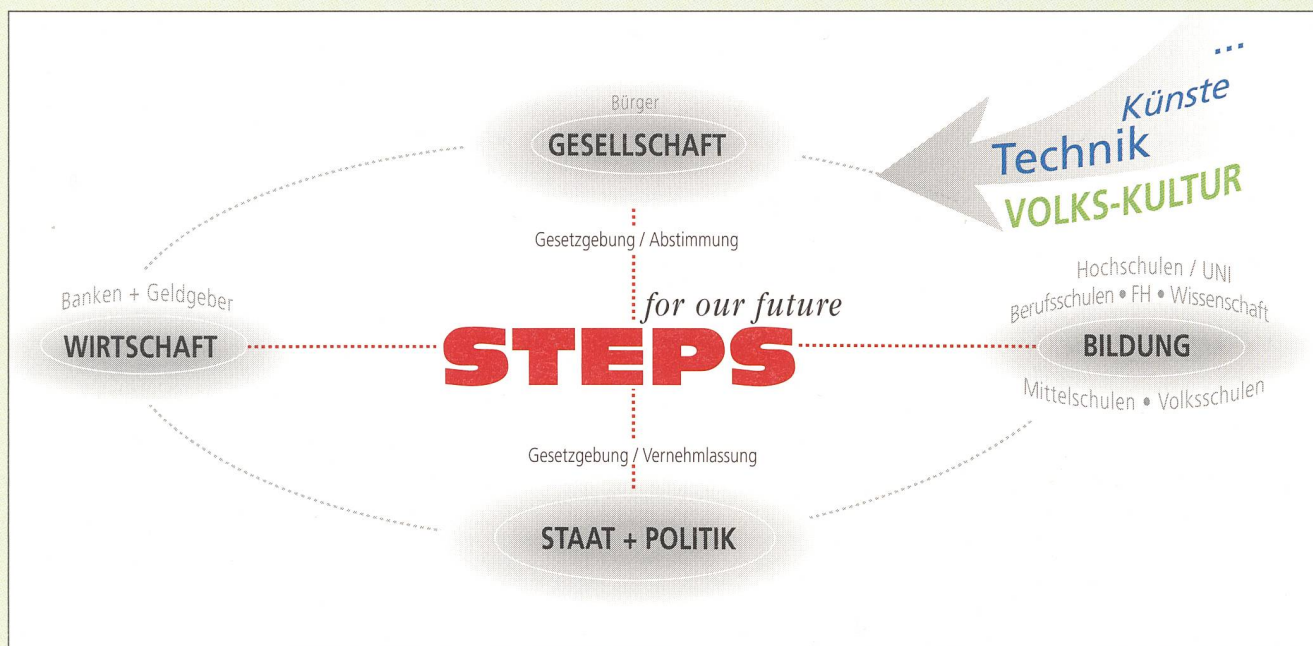 ...
Künste
Technik
VOLKS-KULTUR
Bürger
GESELLSCHAFT
Gesetzgebung / Abstimmung
Banken + Geldgeber
WIRTSCHAFT
for our future
STEPS
Hochschulen / UNI
Berufsschulen • FH • Wissenschaft
BILDUNG
Mittelschulen • Volksschulen
Gesetzgebung / Vernehmlassung
STAAT + POLITIK